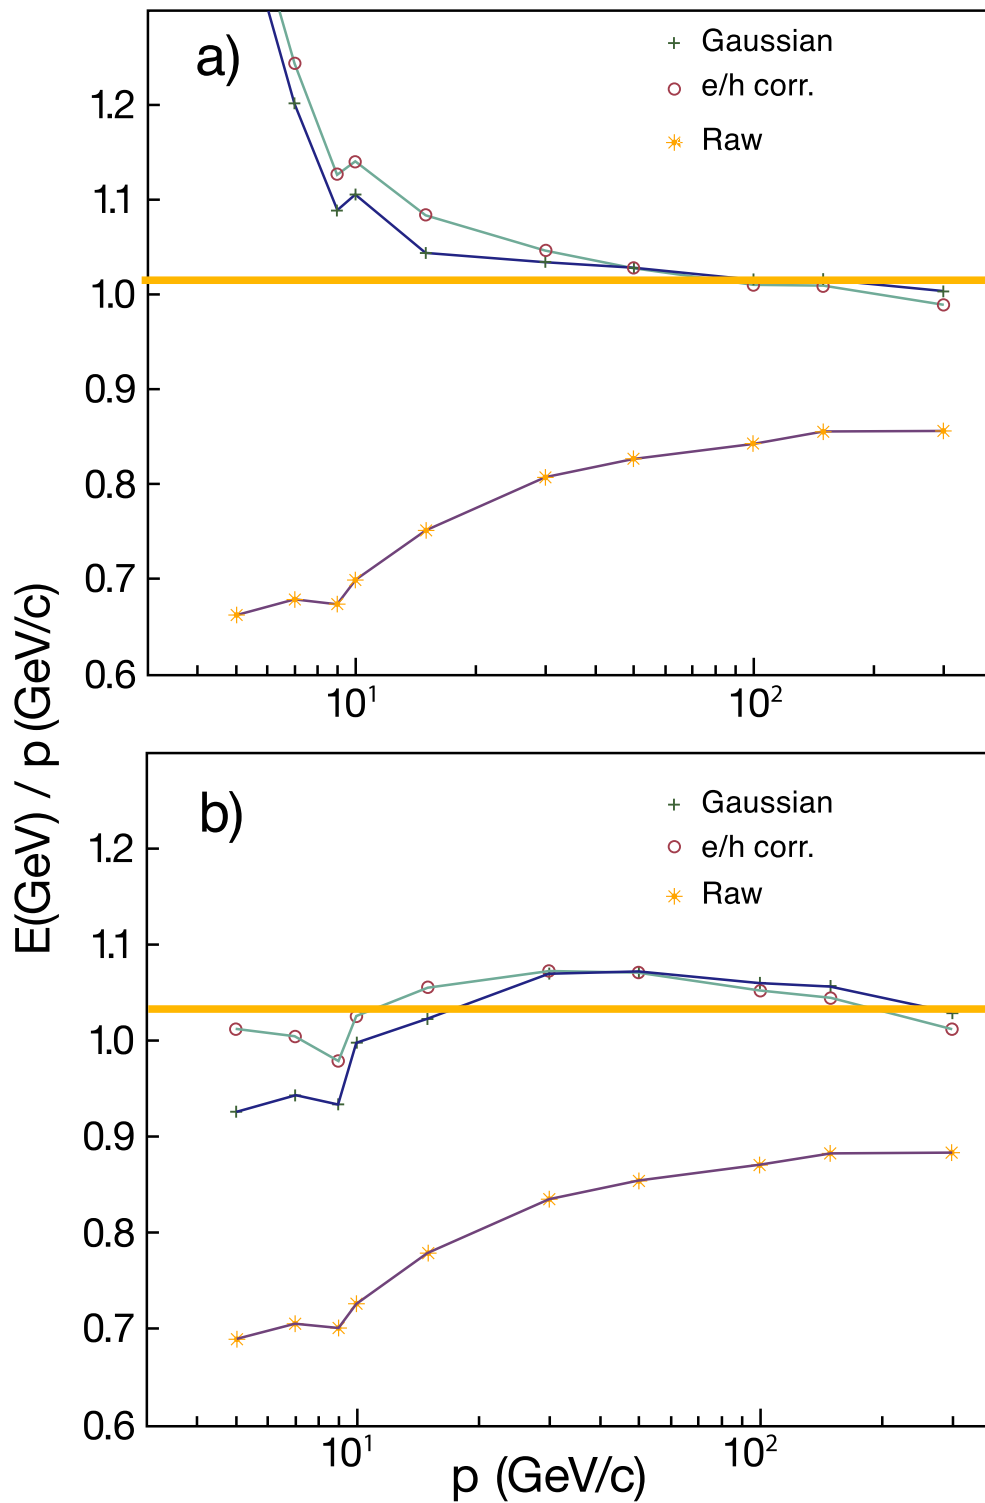 a)
Gaussian
e/h corr.
Raw
1.2
1.1
1.0
0.9
0.8
0.7
0.6
10¹
10²
E(GeV) / p (GeV/c)
b)
Gaussian
e/h corr.
Raw
1.2
1.1
1.0
0.9
0.8
0.7
0.6
10¹
10²
p (GeV/c)